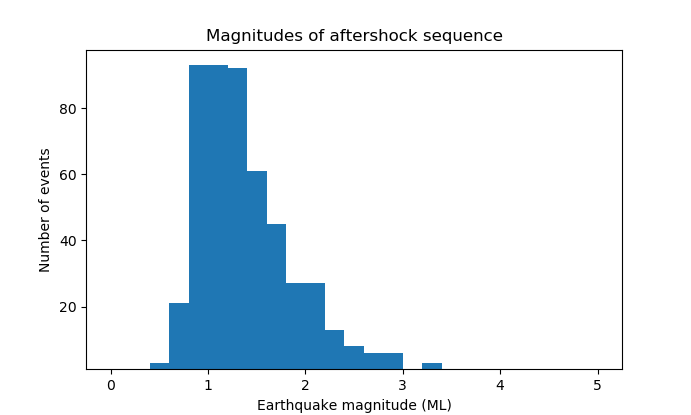 Magnitudes of aftershock sequence
80
60
40
20
Number of events
0 1 2 3 4 5
Earthquake magnitude (ML)